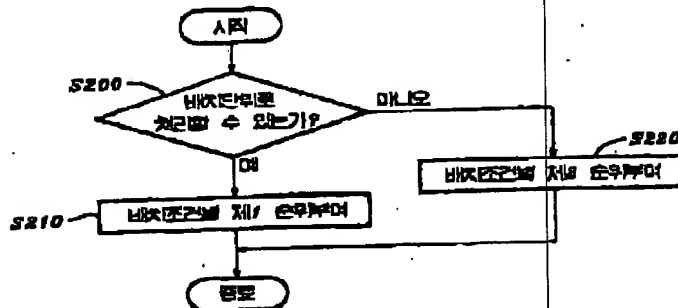 시작
S200
배치단위로
처리할 수 있는가?
아니오
예
S220
배치조건별 제2 순위부여
S210
배치조건별 제1 순위부여
종료